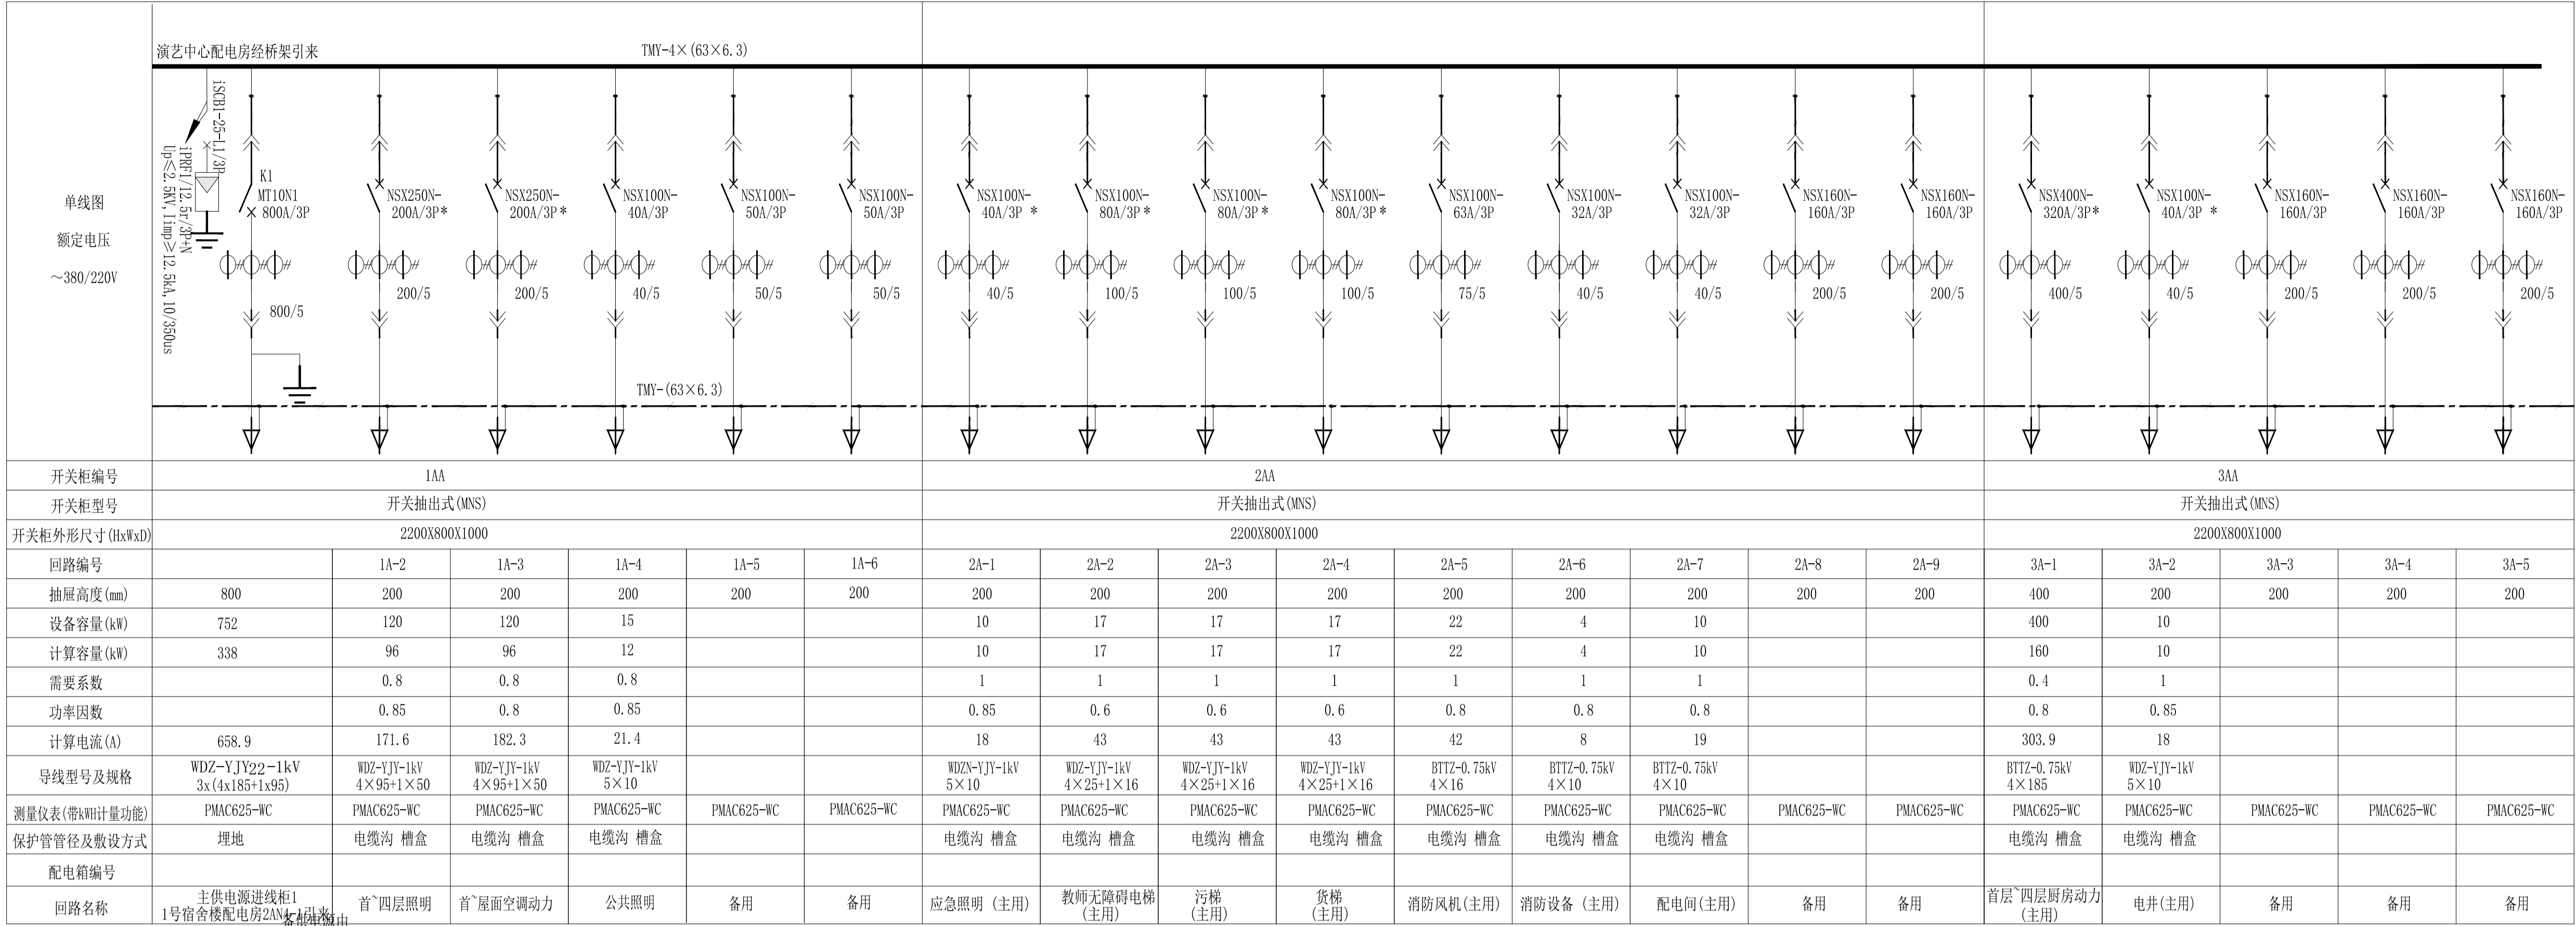 演艺中心配电房经桥架引来
TMY-4×(63×6.3)
iSCB1-25-L1/3P
iPRF1/12.5r/3P+N
Up≤2.5KV,Iimp≥12.5kA,10/350us
单线图
额定电压
~380/220V
K1
MT10N1
800A/3P
NSX250N-
200A/3P*
NSX250N-
200A/3P*
NSX100N-
40A/3P
NSX100N-
50A/3P
NSX100N-
50A/3P
NSX100N-
40A/3P *
NSX100N-
80A/3P*
NSX100N-
80A/3P*
NSX100N-
80A/3P*
NSX100N-
63A/3P
NSX100N-
32A/3P
NSX100N-
32A/3P
NSX160N-
160A/3P
NSX160N-
160A/3P
NSX400N-
320A/3P*
NSX100N-
40A/3P *
NSX160N-
160A/3P
NSX160N-
160A/3P
NSX160N-
160A/3P
800/5 200/5 200/5 40/5 50/5 50/5 40/5 100/5 100/5 100/5 75/5 40/5 40/5 200/5 200/5 400/5 40/5 200/5 200/5 200/5
TMY-(63×6.3)
开关柜编号 1AA 2AA 3AA
开关柜型号 开关抽出式(MNS) 开关抽出式(MNS) 开关抽出式(MNS)
开关柜外形尺寸(HxWxD) 2200X800X1000 2200X800X1000 2200X800X1000
回路编号 1A-2 1A-3 1A-4 1A-5 1A-6 2A-1 2A-2 2A-3 2A-4 2A-5 2A-6 2A-7 2A-8 2A-9 3A-1 3A-2 3A-3 3A-4 3A-5
抽屉高度(mm) 800 200 200 200 200 200 200 200 200 200 200 200 200 200 200 400 200 200 200 200
设备容量(kW) 752 120 120 15 10 17 17 17 22 4 10 400 10
计算容量(kW) 338 96 96 12 10 17 17 17 22 4 10 160 10
需要系数 0.8 0.8 0.8 1 1 1 1 1 1 1 0.4 1
功率因数 0.85 0.8 0.85 0.85 0.6 0.6 0.6 0.8 0.8 0.8 0.8 0.85
计算电流(A) 658.9 171.6 182.3 21.4 18 43 43 43 42 8 19 303.9 18
导线型号及规格
WDZ-YJY22-1kV
3x(4x185+1x95)
WDZ-YJY-1kV
4×95+1×50
WDZ-YJY-1kV
4×95+1×50
WDZ-YJY-1kV
5×10
WDZN-YJY-1kV
5×10
WDZ-YJY-1kV
4×25+1×16
WDZ-YJY-1kV
4×25+1×16
WDZ-YJY-1kV
4×25+1×16
BTTZ-0.75kV
4×16
BTTZ-0.75kV
4×10
BTTZ-0.75kV
4×10
BTTZ-0.75kV
4×185
WDZ-YJY-1kV
5×10
测量仪表(带kWH计量功能) PMAC625-WC PMAC625-WC PMAC625-WC PMAC625-WC PMAC625-WC PMAC625-WC PMAC625-WC PMAC625-WC PMAC625-WC PMAC625-WC PMAC625-WC PMAC625-WC PMAC625-WC PMAC625-WC PMAC625-WC PMAC625-WC PMAC625-WC PMAC625-WC PMAC625-WC PMAC625-WC
保护管管径及敷设方式 埋地 电缆沟 槽盒 电缆沟 槽盒 电缆沟 槽盒 电缆沟 槽盒 电缆沟 槽盒 电缆沟 槽盒 电缆沟 槽盒 电缆沟 槽盒 电缆沟 槽盒 电缆沟 槽盒 电缆沟 槽盒 电缆沟 槽盒
配电箱编号
回路名称
主供电源进线柜1
1号宿舍楼配电房2AN4-1引来
备供电源由
首~四层照明
首~屋面空调动力
公共照明
备用
备用
应急照明 (主用)
教师无障碍电梯
(主用)
污梯
(主用)
货梯
(主用)
消防风机(主用)
消防设备 (主用)
配电间(主用)
备用
备用
首层~四层厨房动力
(主用)
电井(主用)
备用
备用
备用